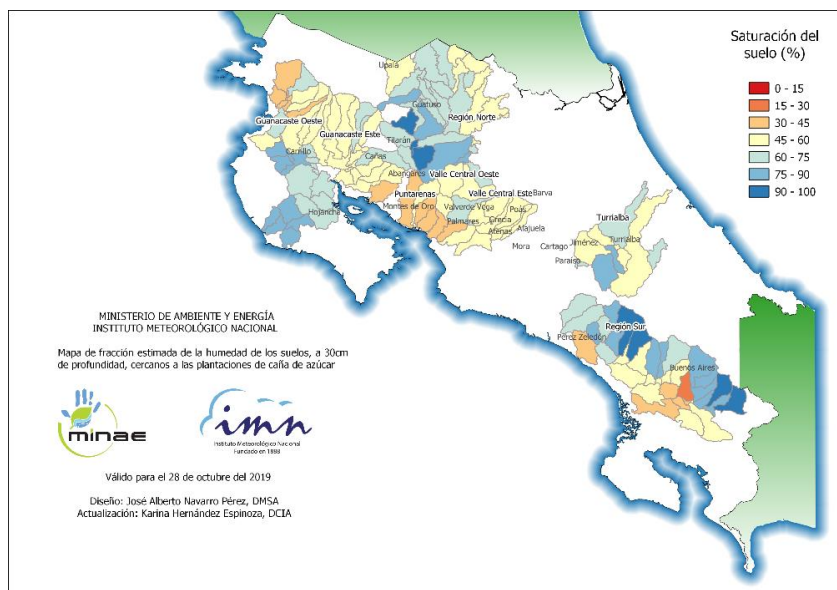 Saturación del
suelo (%)
0 - 15
15 - 30
30 - 45
45 - 60
60 - 75
75 - 90
90 - 100
Upala
Guatuso
Guanacaste Oeste
Guanacaste Este
Región Norte
Tilarán
Carrillo
Cañas
Abangares
Valle Central Oeste
Puntarenas
Valle Central Este
Barva
Hojancha
Montes de Oro
Valverde Vega
Poás
Grecia
Palmares
Alajuela
Atenas
Mora
Cartago
Jiménez
Turrialba
Turrialba
Paraíso
Región Sur
Pérez Zeledón
Buenos Aires
MINISTERIO DE AMBIENTE Y ENERGÍA
INSTITUTO METEOROLÓGICO NACIONAL
Mapa de fracción estimada de la humedad de los suelos, a 30cm
de profundidad, cercanos a las plantaciones de caña de azúcar
minae
imn
Instituto Meteorológico Nacional
Fundado en 1888
Válido para el 28 de octubre del 2019
Diseño: José Alberto Navarro Pérez, DMSA
Actualización: Karina Hernández Espinoza, DCIA